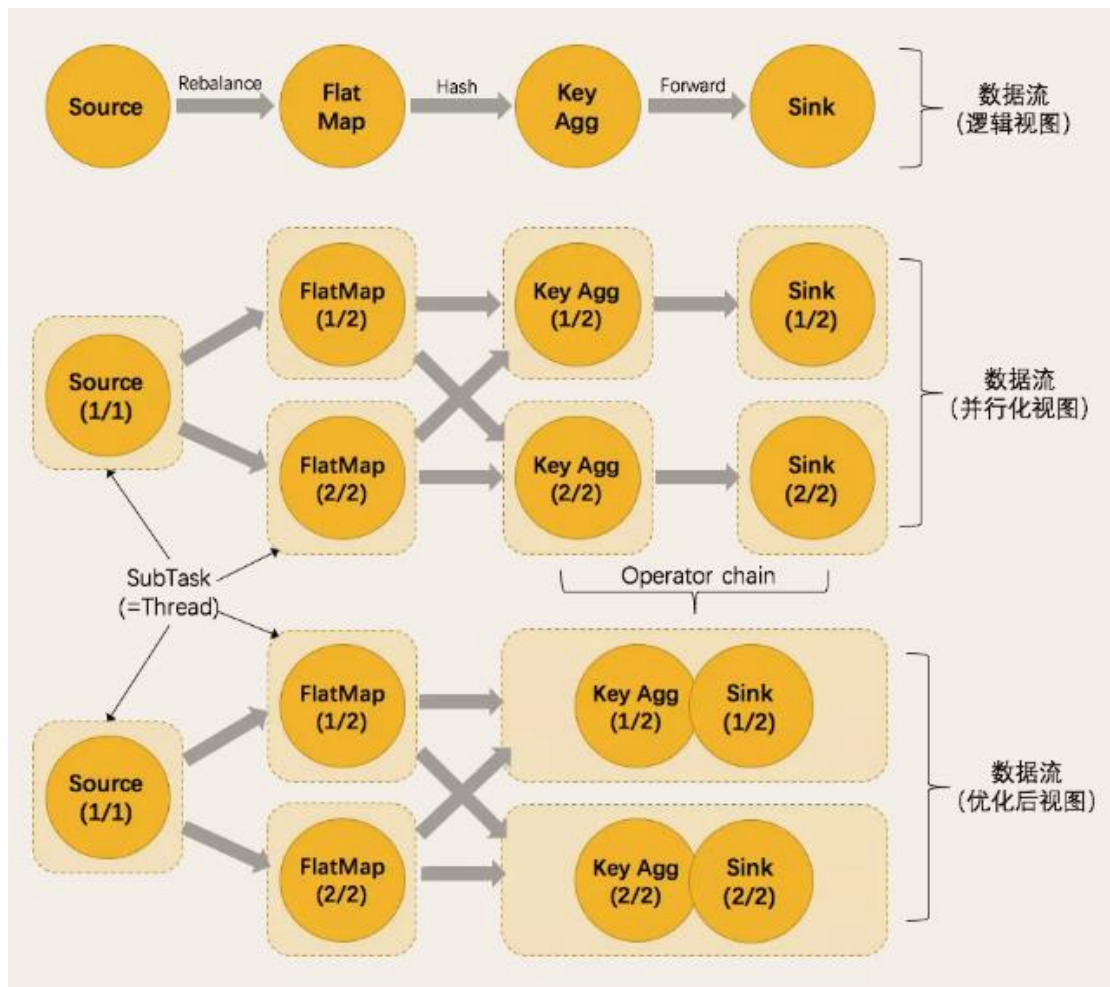 Source
Rebalance
Flat
Map
Hash
Key
Agg
Forward
Sink
数据流
(逻辑视图)
FlatMap
(1/2)
Key Agg
(1/2)
Sink
(1/2)
Source
(1/1)
数据流
(并行化视图)
FlatMap
(2/2)
Key Agg
(2/2)
Sink
(2/2)
SubTask
(=Thread)
Operator chain
FlatMap
(1/2)
Key Agg
(1/2)
Sink
(1/2)
Source
(1/1)
数据流
(优化后视图)
FlatMap
(2/2)
Key Agg
(2/2)
Sink
(2/2)